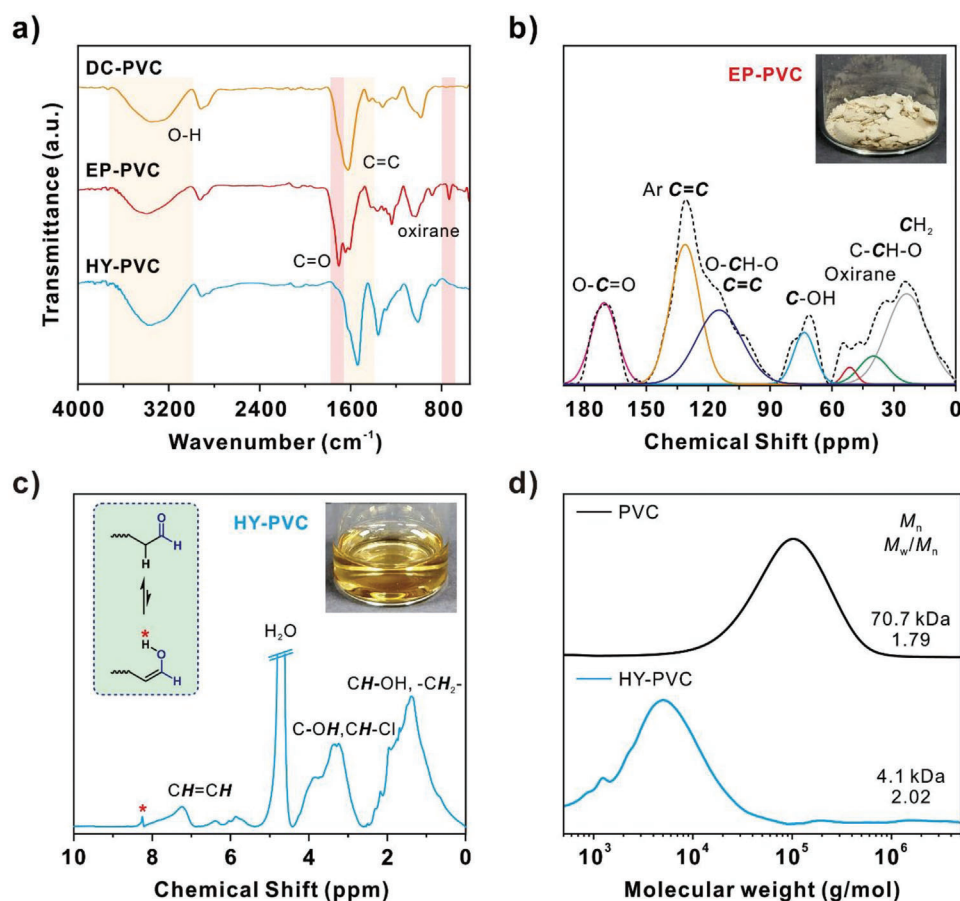 a)
DC-PVC
O-H
C=C
EP-PVC
oxirane
C=O
HY-PVC
Transmittance (a.u.)
4000 3200 2400 1600 800
Wavenumber (cm⁻¹)
b)
EP-PVC
Ar C=C
CH₂
O-CH-O
C-CH-O
O-C=O
C=C
Oxirane
C-OH
180 150 120 90 60 30 0
Chemical Shift (ppm)
c)
HY-PVC
O
H
H
*
H
O
H
H₂O
CH-OH, -CH₂-
C-OH,CH-Cl
CH=CH
*
10 8 6 4 2 0
Chemical Shift (ppm)
d)
PVC
Mn
Mw/Mn
70.7 kDa
1.79
HY-PVC
4.1 kDa
2.02
10³ 10⁴ 10⁵ 10⁶
Molecular weight (g/mol)